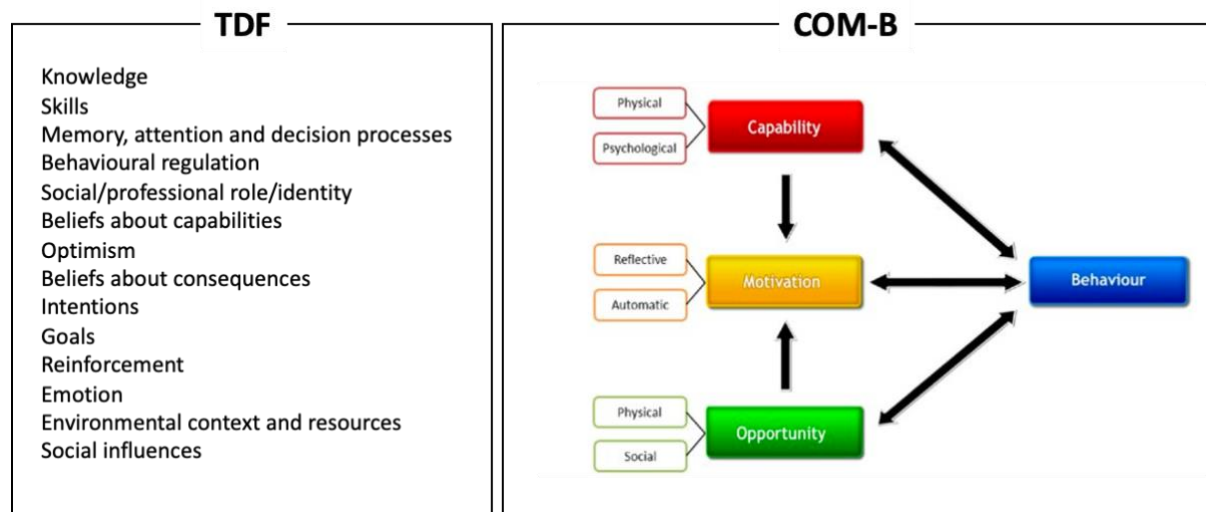 TDF
Knowledge
Skills
Memory, attention and decision processes
Behavioural regulation
Social/professional role/identity
Beliefs about capabilities
Optimism
Beliefs about consequences
Intentions
Goals
Reinforcement
Emotion
Environmental context and resources
Social influences
COM-B
Physical
Psychological
Capability
Reflective
Automatic
Motivation
Behaviour
Physical
Social
Opportunity